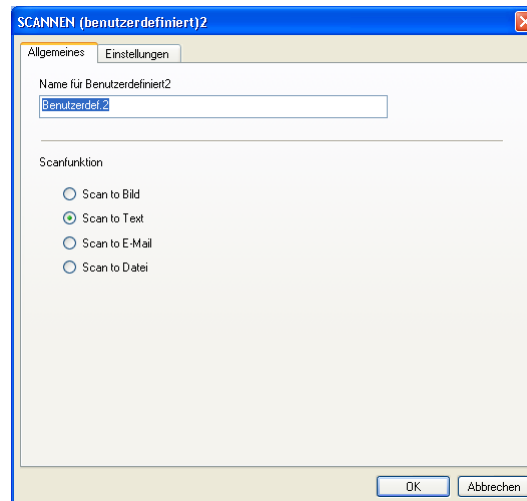 SCANNEN (benutzerdefiniert)2
Allgemeines Einstellungen
Name für Benutzerdefiniert2
Benutzerdef.2
Scanfunktion
Scan to Bild
Scan to Text
Scan to E-Mail
Scan to Datei
OK Abbrechen